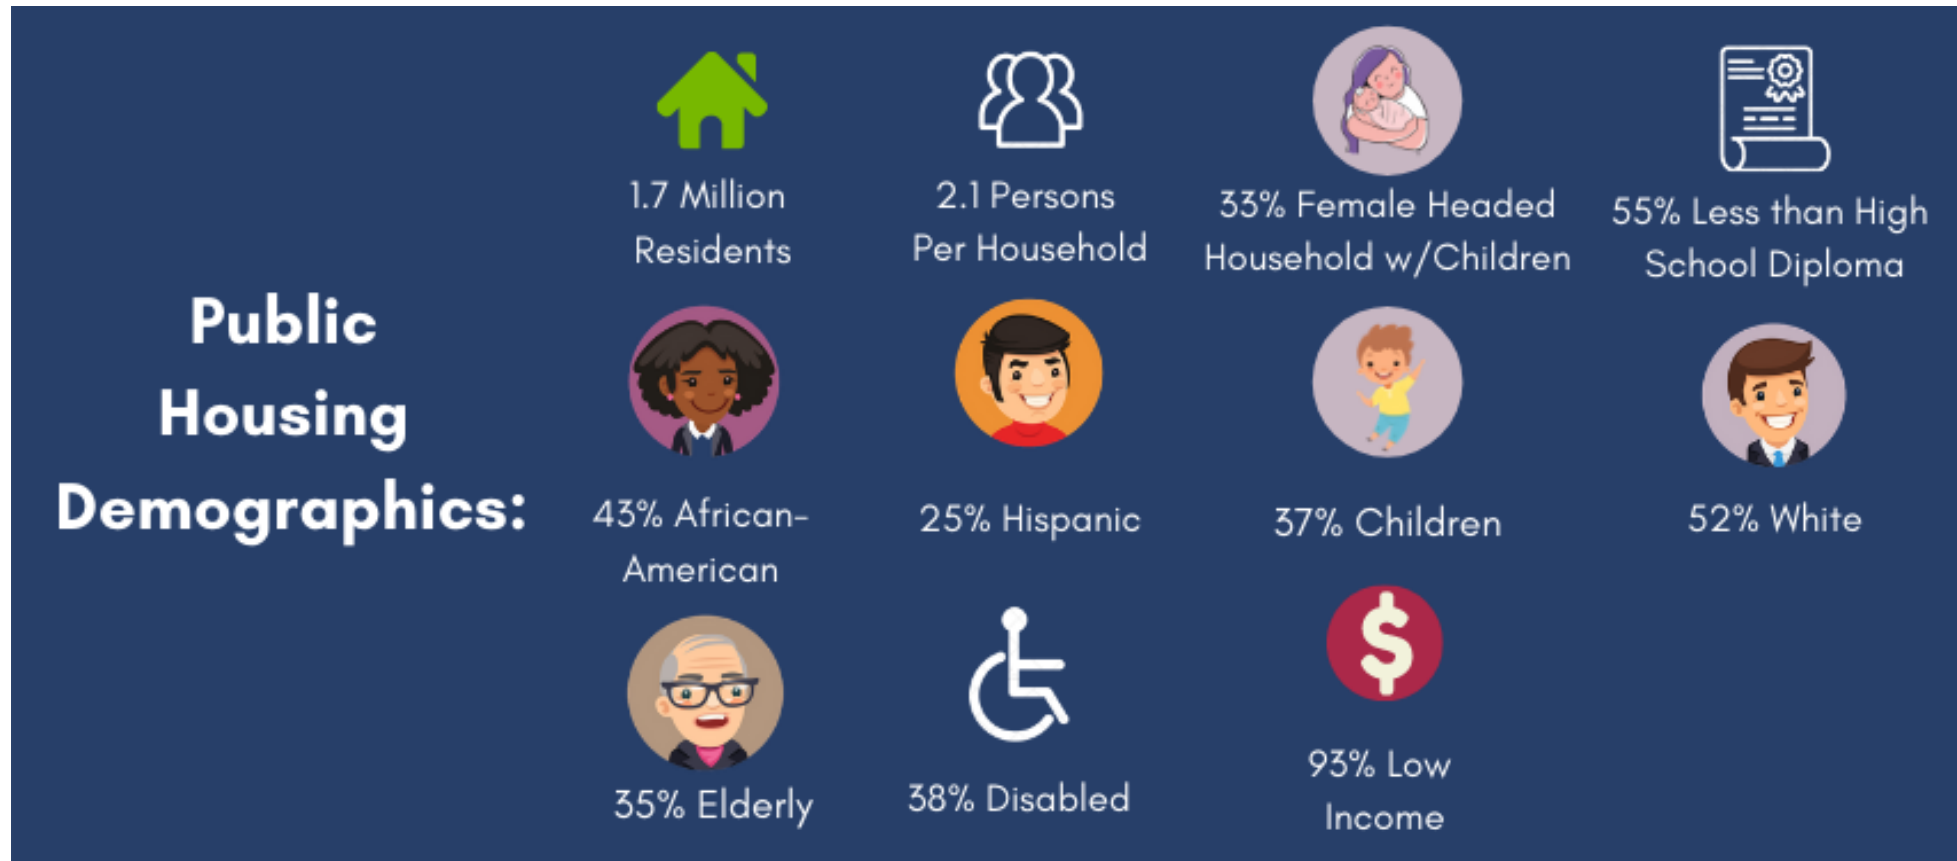 Public
Housing
Demographics:
1.7 Million
Residents
2.1 Persons
Per Household
33% Female Headed
Household w/Children
55% Less than High
School Diploma
43% African-
American
25% Hispanic
37% Children
52% White
35% Elderly
38% Disabled
93% Low
Income